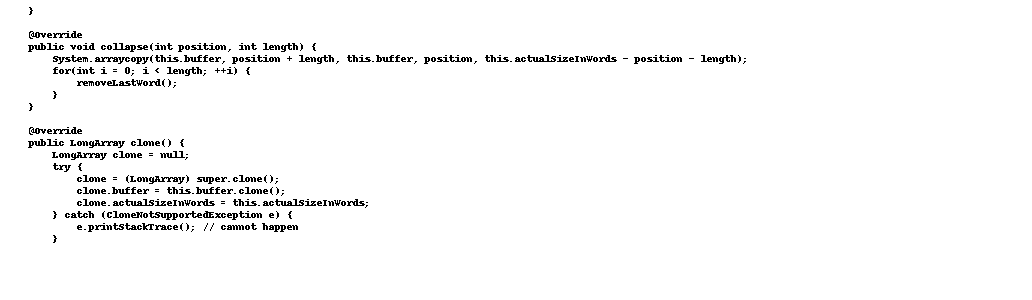 }
@Override
public void collapse(int position, int length) {
System.arraycopy(this.buffer, position + length, this.buffer, position, this.actualSizeInWords - position - length);
for(int i = 0; i < length; ++i) {
removeLastWord();
}
}
@Override
public LongArray clone() {
LongArray clone = null;
try {
clone = (LongArray) super.clone();
clone.buffer = this.buffer.clone();
clone.actualSizeInWords = this.actualSizeInWords;
} catch (CloneNotSupportedException e) {
e.printStackTrace(); // cannot happen
}